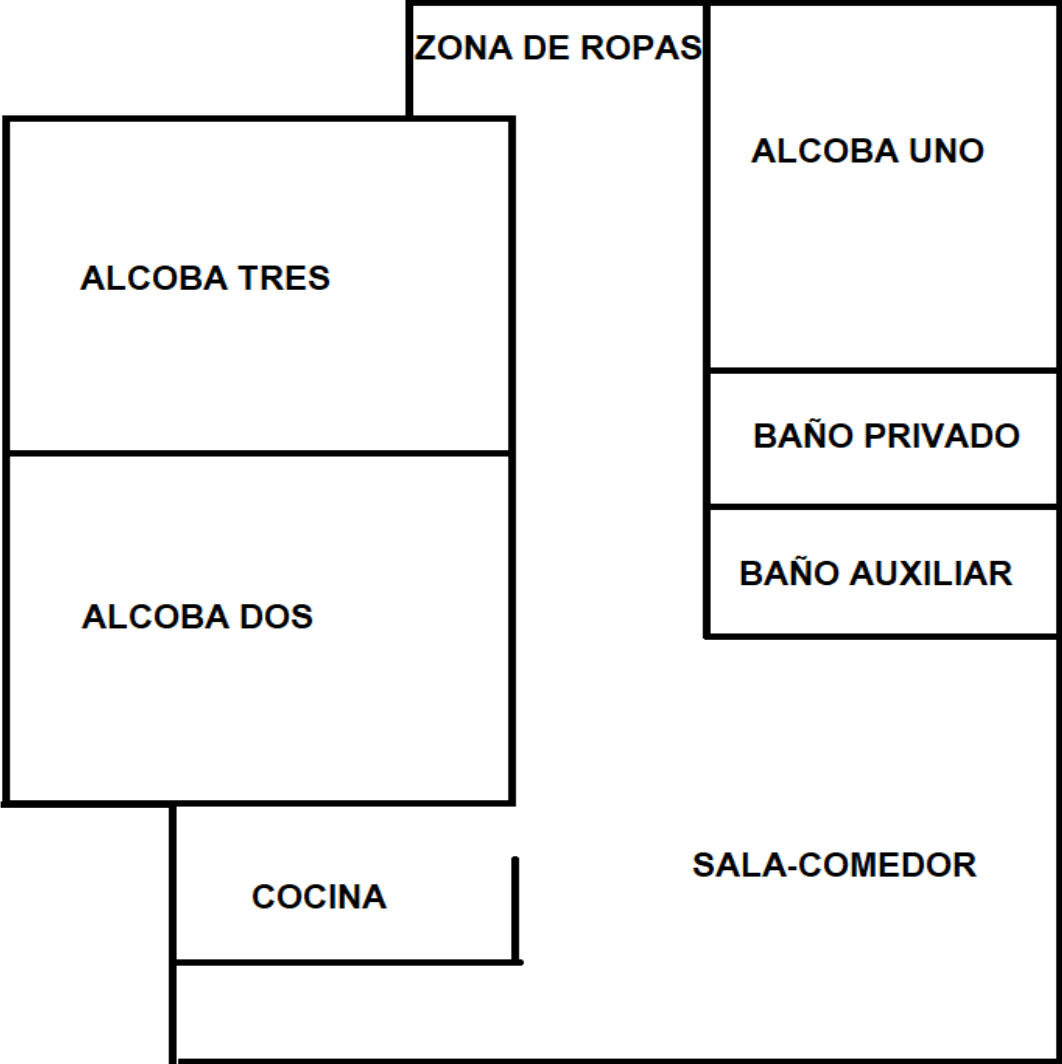 ZONA DE ROPAS
ALCOBA UNO
ALCOBA TRES
BAÑO PRIVADO
BAÑO AUXILIAR
ALCOBA DOS
SALA-COMEDOR
COCINA